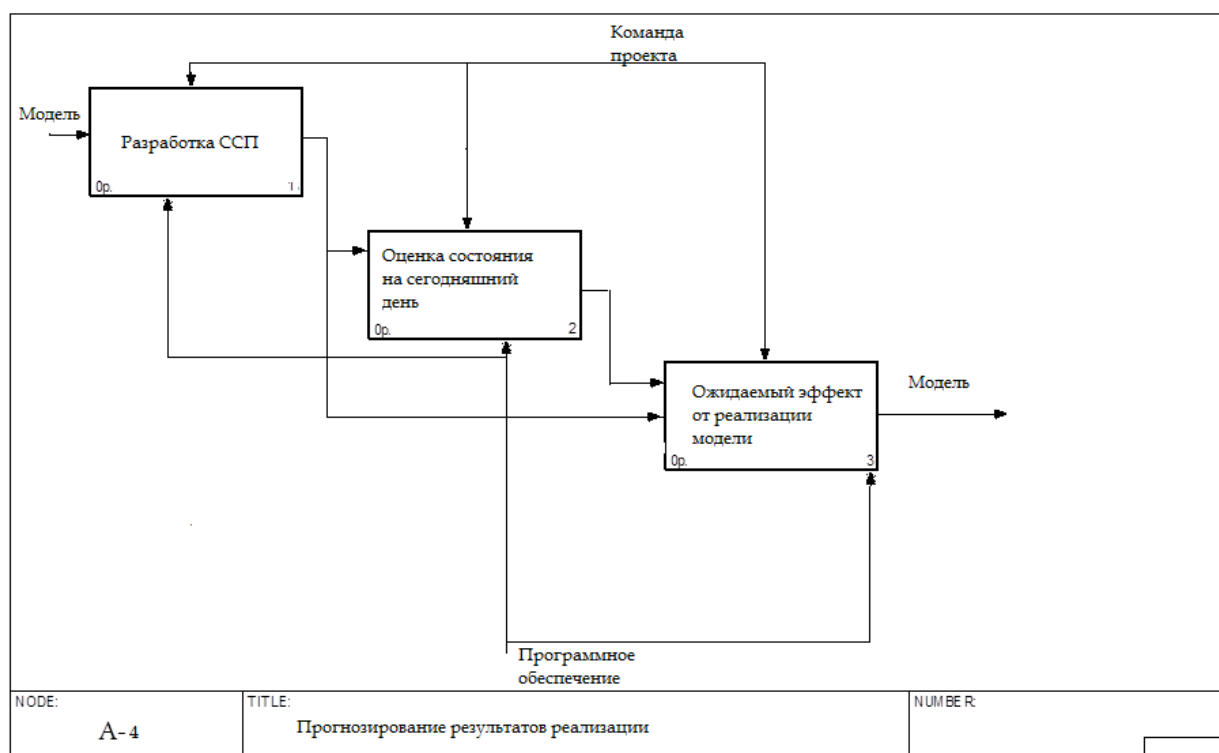 Команда
проекта
Модель
Разработка ССП
0р.
1
Оценка состояния
на сегодняшний
день
0р.
2
Ожидаемый эффект
от реализации
модели
0р.
3
Модель
Программное
обеспечение
NODE:
TITLE:
NUMBER:
А-4
Прогнозирование результатов реализации